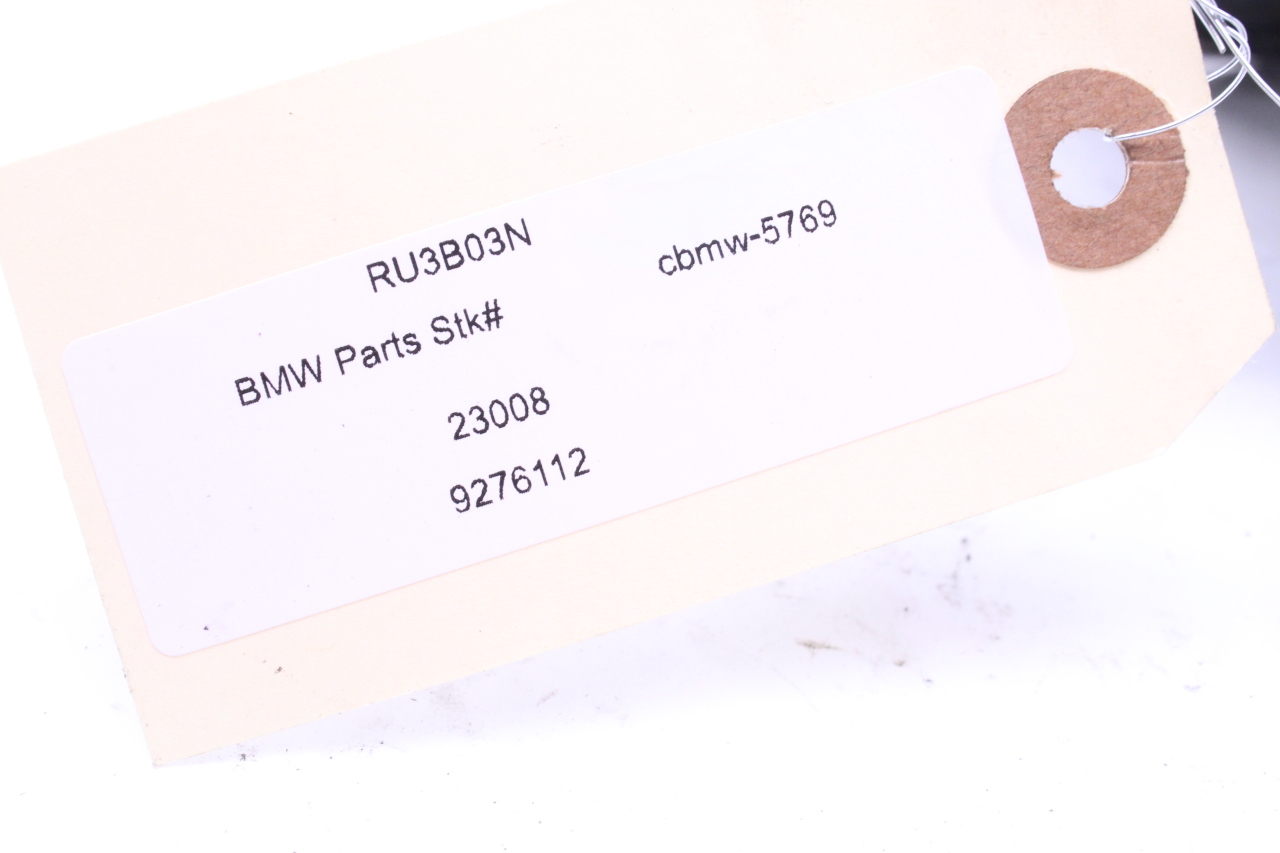 RU3B03N
cbmw-5769
BMW Parts Stk#
23008
9276112